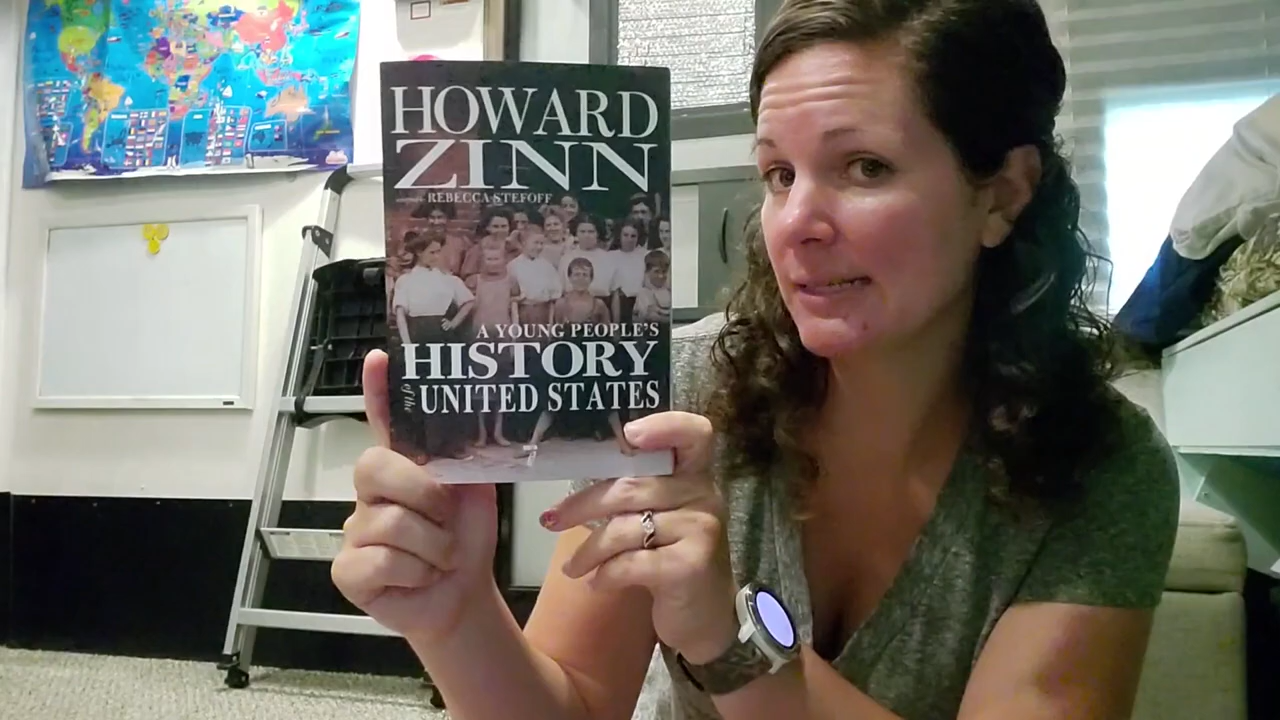 HOWARD
ZINN
REBECCA STEFOFF
A YOUNG PEOPLE'S
HISTORY
of the
UNITED STATES